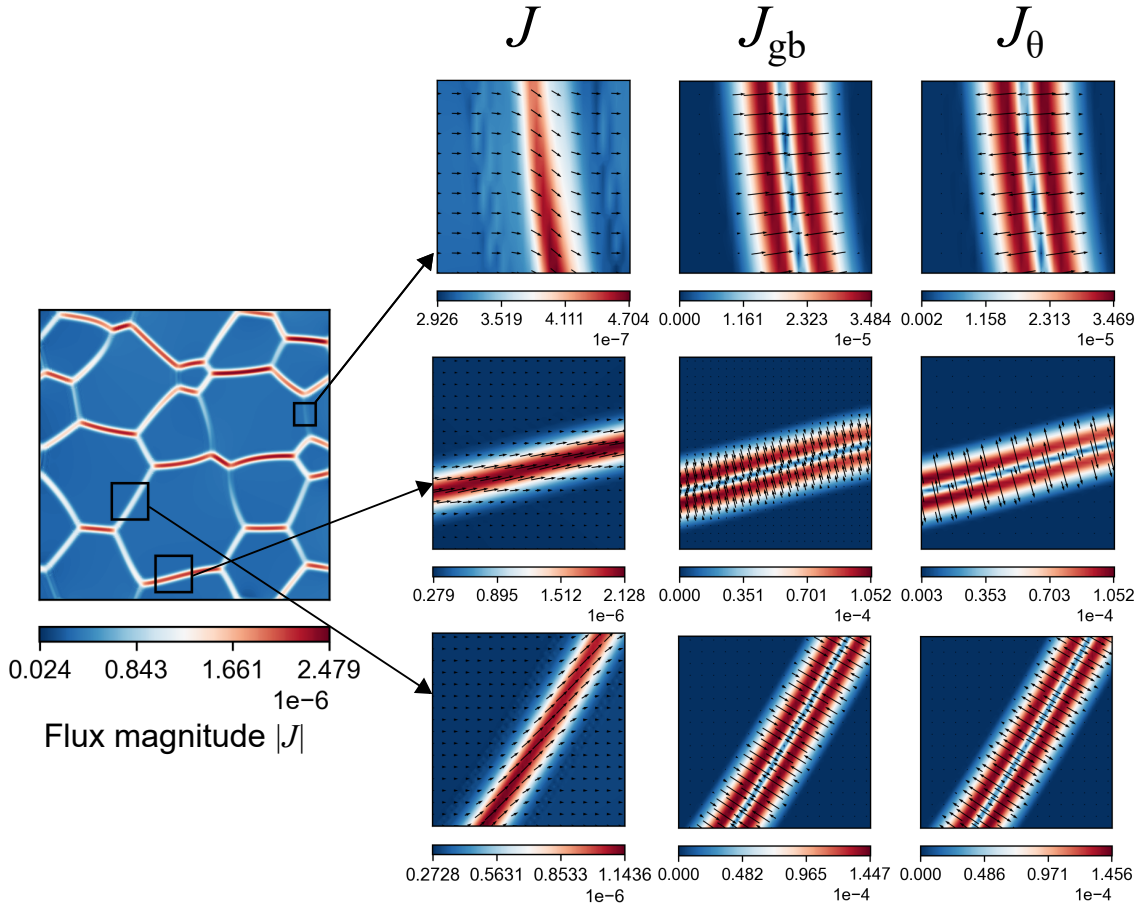 J J_gb J_θ
2.926 3.519 4.111 4.704
1e−7
0.000 1.161 2.323 3.484
1e−5
0.002 1.158 2.313 3.469
1e−5
0.279 0.895 1.512 2.128
1e−6
0.000 0.351 0.701 1.052
1e−4
0.003 0.353 0.703 1.052
1e−4
0.024 0.843 1.661 2.479
1e−6
Flux magnitude |J|
0.2728 0.5631 0.8533 1.1436
1e−6
0.000 0.482 0.965 1.447
1e−4
0.000 0.486 0.971 1.456
1e−4